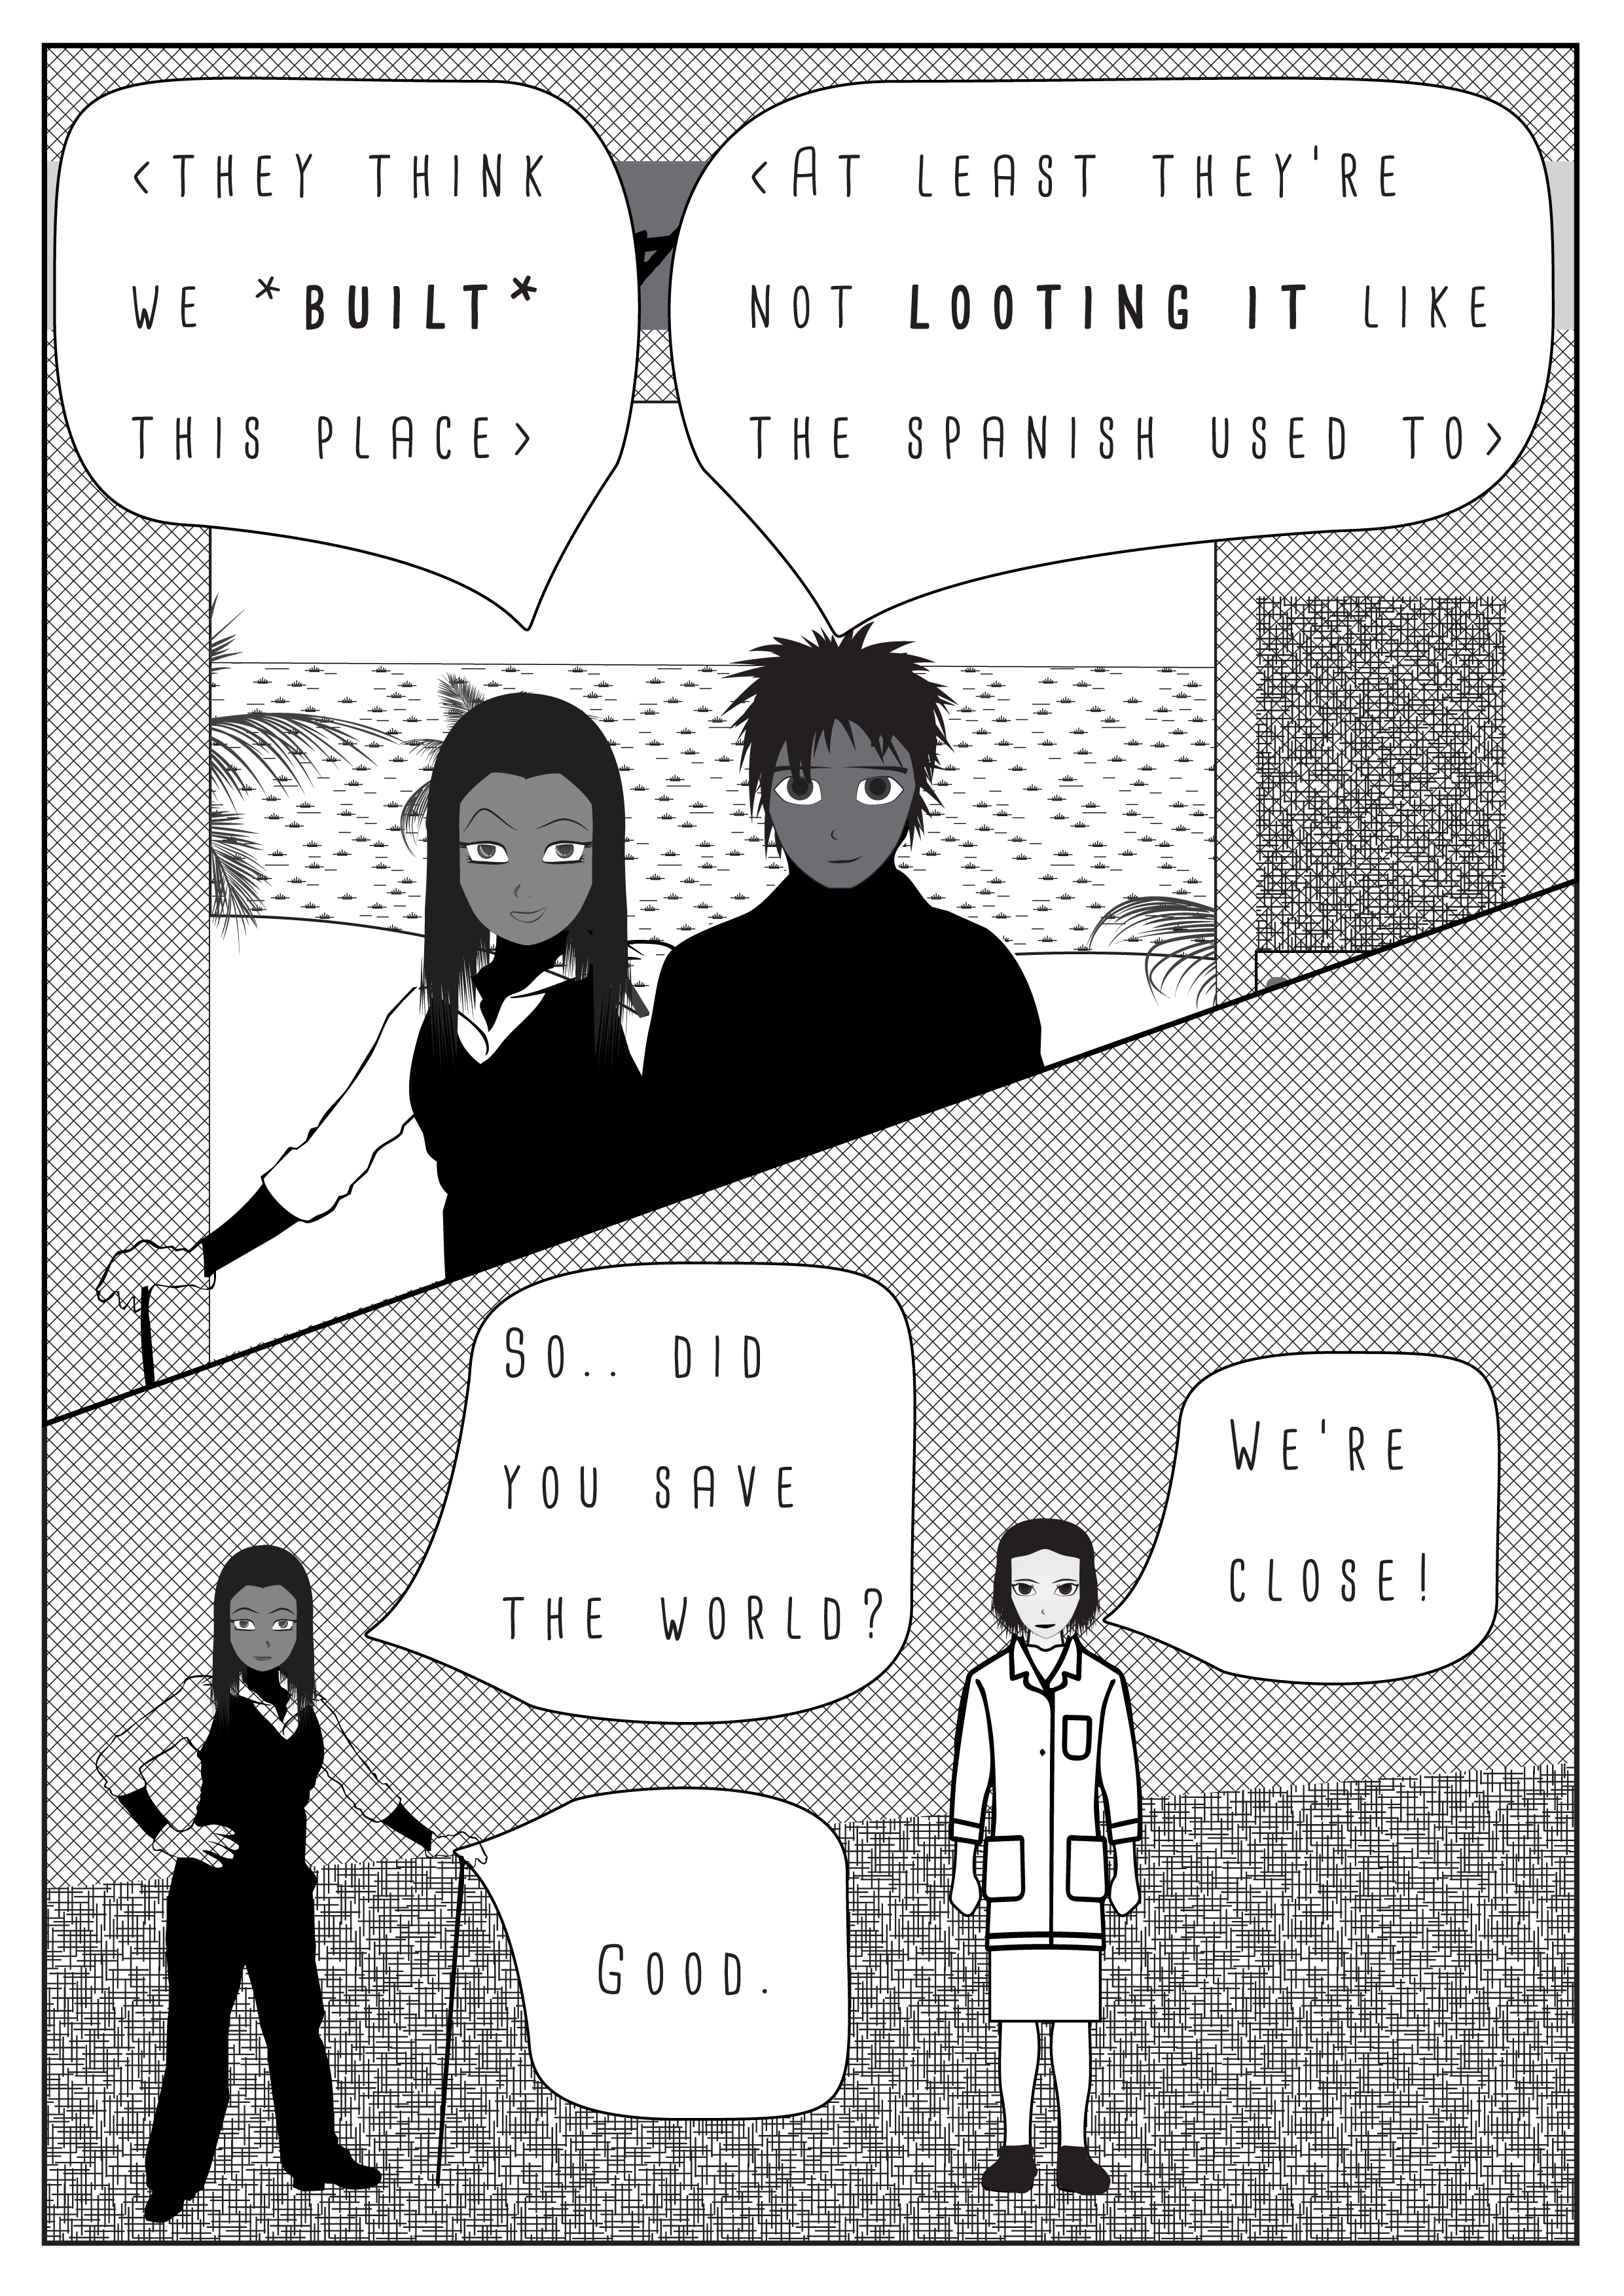 <they think
we *built*
this place>
<At least they're
not looting it like
the spanish used to>
So.. did
you save
the world?
We're
close!
Good.